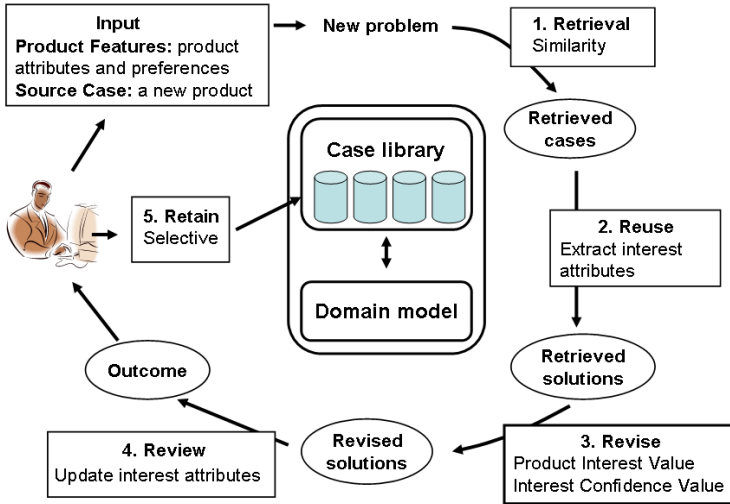 Input
Product Features: product
attributes and preferences
Source Case: a new product
New problem
1. Retrieval
Similarity
Retrieved
cases
Case library
5. Retain
Selective
2. Reuse
Extract interest
attributes
Domain model
Outcome
Retrieved
solutions
4. Review
Update interest attributes
Revised
solutions
3. Revise
Product Interest Value
Interest Confidence Value